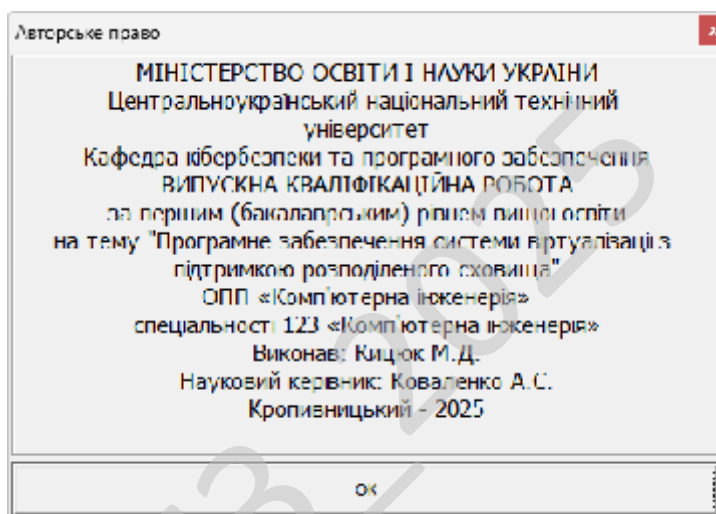 Авторське право
МІНІСТЕРСТВО ОСВІТИ І НАУКИ УКРАЇНИ
Центральноукраїнський національний технічний
університет
Кафедра кібербезпеки та програмного забезпечення
ВИПУСКНА КВАЛІФІКАЦІЙНА РОБОТА
за першим (бакалаврським) рівнем вищої освіти
на тему "Програмне забезпечення системи віртуалізації з
підтримкою розподіленого сховища"
ОПП «Комп'ютерна інженерія»
спеціальності 123 «Комп'ютерна інженерія»
Виконав: Кицюк М.Д.
Науковий керівник: Коваленко А.С.
Кропивницький - 2025
ОК